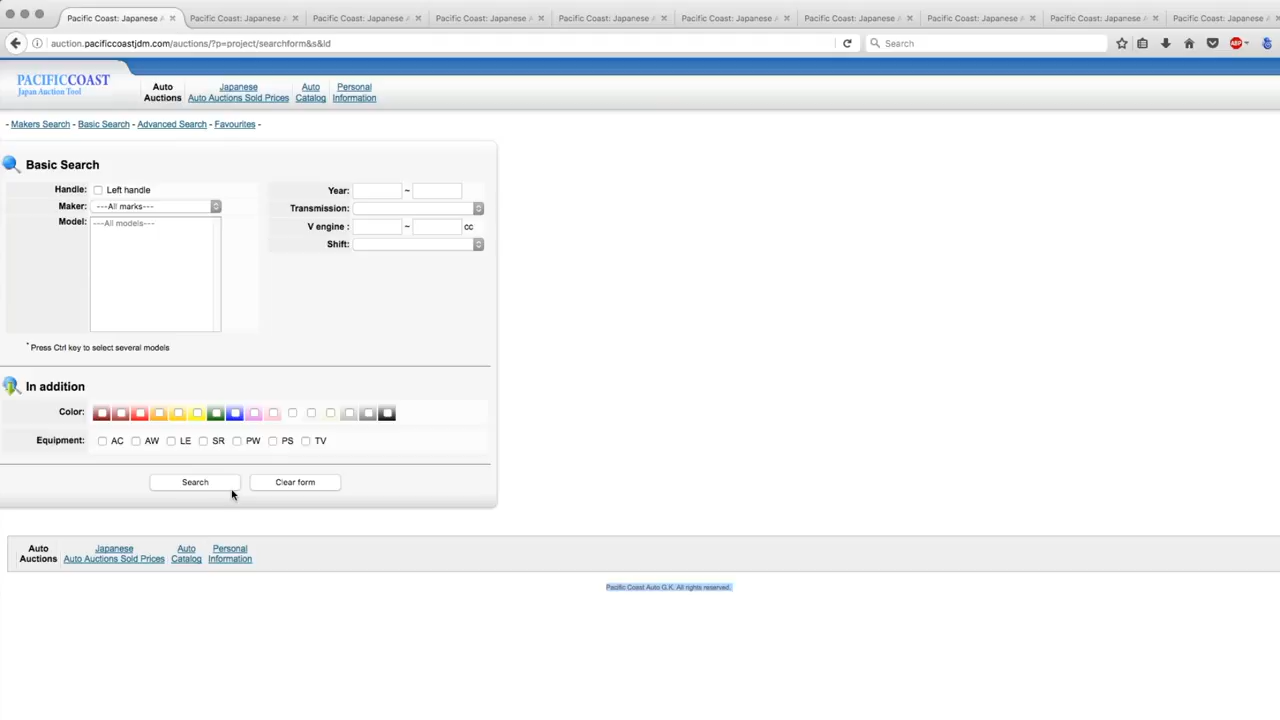 Pacific Coast: Japanese A × Pacific Coast: Japanese A × Pacific Coast: Japanese A × Pacific Coast: Japanese A × Pacific Coast: Japanese A × Pacific Coast: Japanese A × Pacific Coast: Japanese A × Pacific Coast: Japanese A × Pacific Coast: Japanese A × Pacific Coast: Japanese A ×
auction.pacificcoastjdm.com/auctions/?p=project/searchform&s&id Search ABP
PACIFICCOAST
Japan Auction Tool
Auto Japanese Auto Personal
Auctions Auto Auctions Sold Prices Catalog Information
- Makers Search - Basic Search - Advanced Search - Favourites -
Basic Search
Handle: Left handle Year: ~
Maker: ---All marks--- Transmission:
Model: ---All models--- V engine : ~ cc
Shift:
* Press Ctrl key to select several models
In addition
Color:
Equipment: AC AW LE SR PW PS TV
Search Clear form
Auto Japanese Auto Personal
Auctions Auto Auctions Sold Prices Catalog Information
Pacific Coast Auto G.K. All rights reserved.